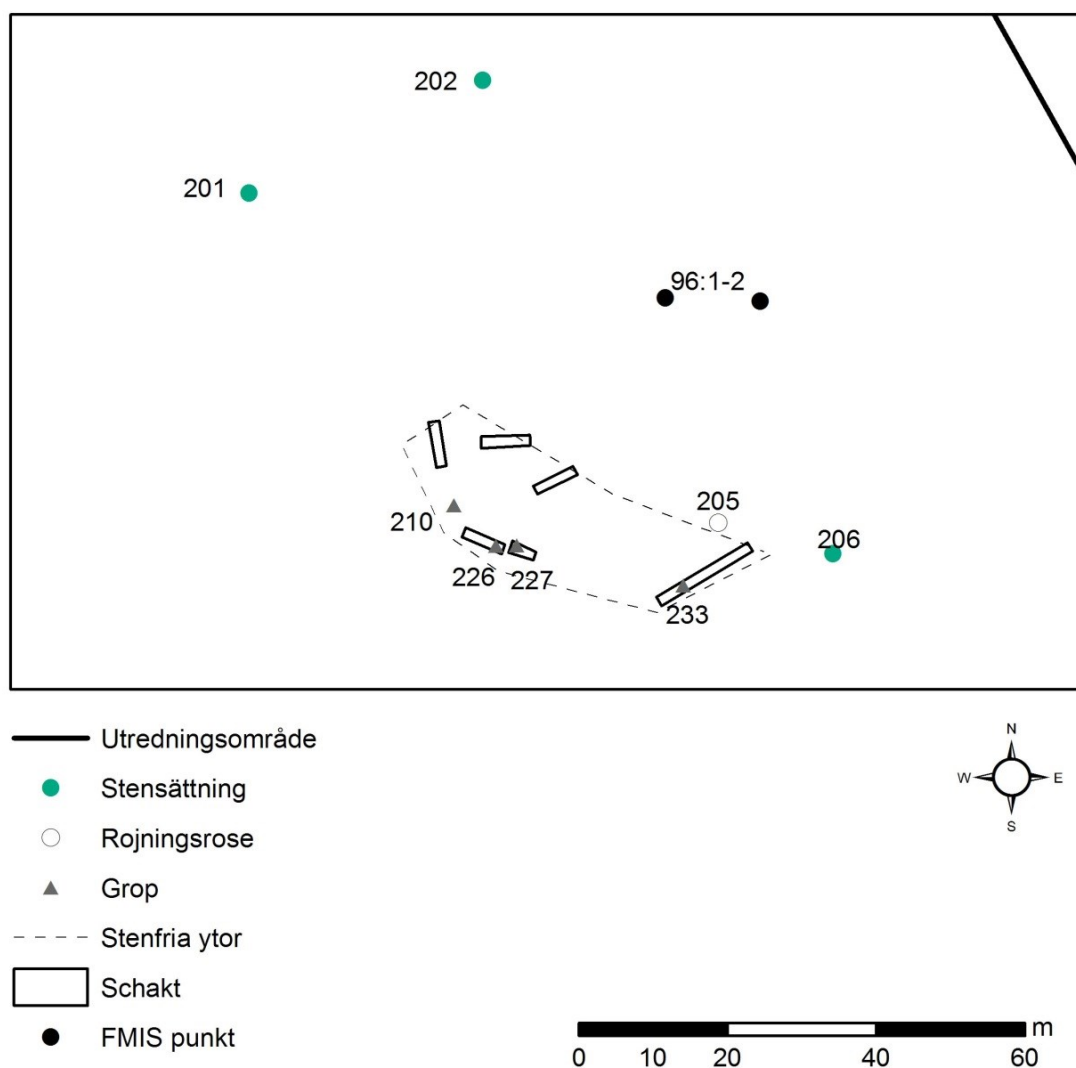 202
201
96:1-2
205
210
206
226 227
233
Utredningsområde
Stensättning
Rojningsrose
Grop
Stenfria ytor
Schakt
FMIS punkt
N
W E
S
m
0 10 20 40 60